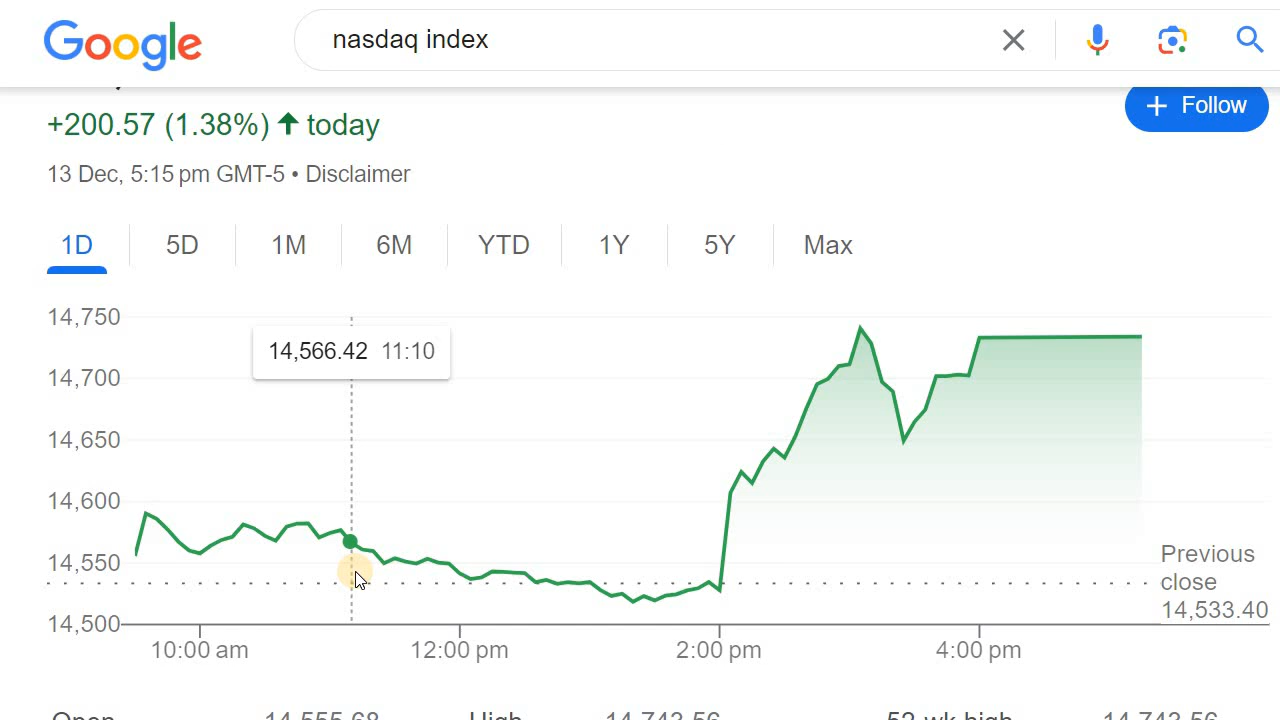 Google
nasdaq index
+200.57 (1.38%) ↑ today
+ Follow
13 Dec, 5:15 pm GMT-5 • Disclaimer
1D 5D 1M 6M YTD 1Y 5Y Max
14,750
14,566.42 11:10
14,700
14,650
14,600
14,550
14,500
Previous
close
14,533.40
10:00 am 12:00 pm 2:00 pm 4:00 pm
Open 14,555.68 High 14,743.56 52-wk high 14,743.56